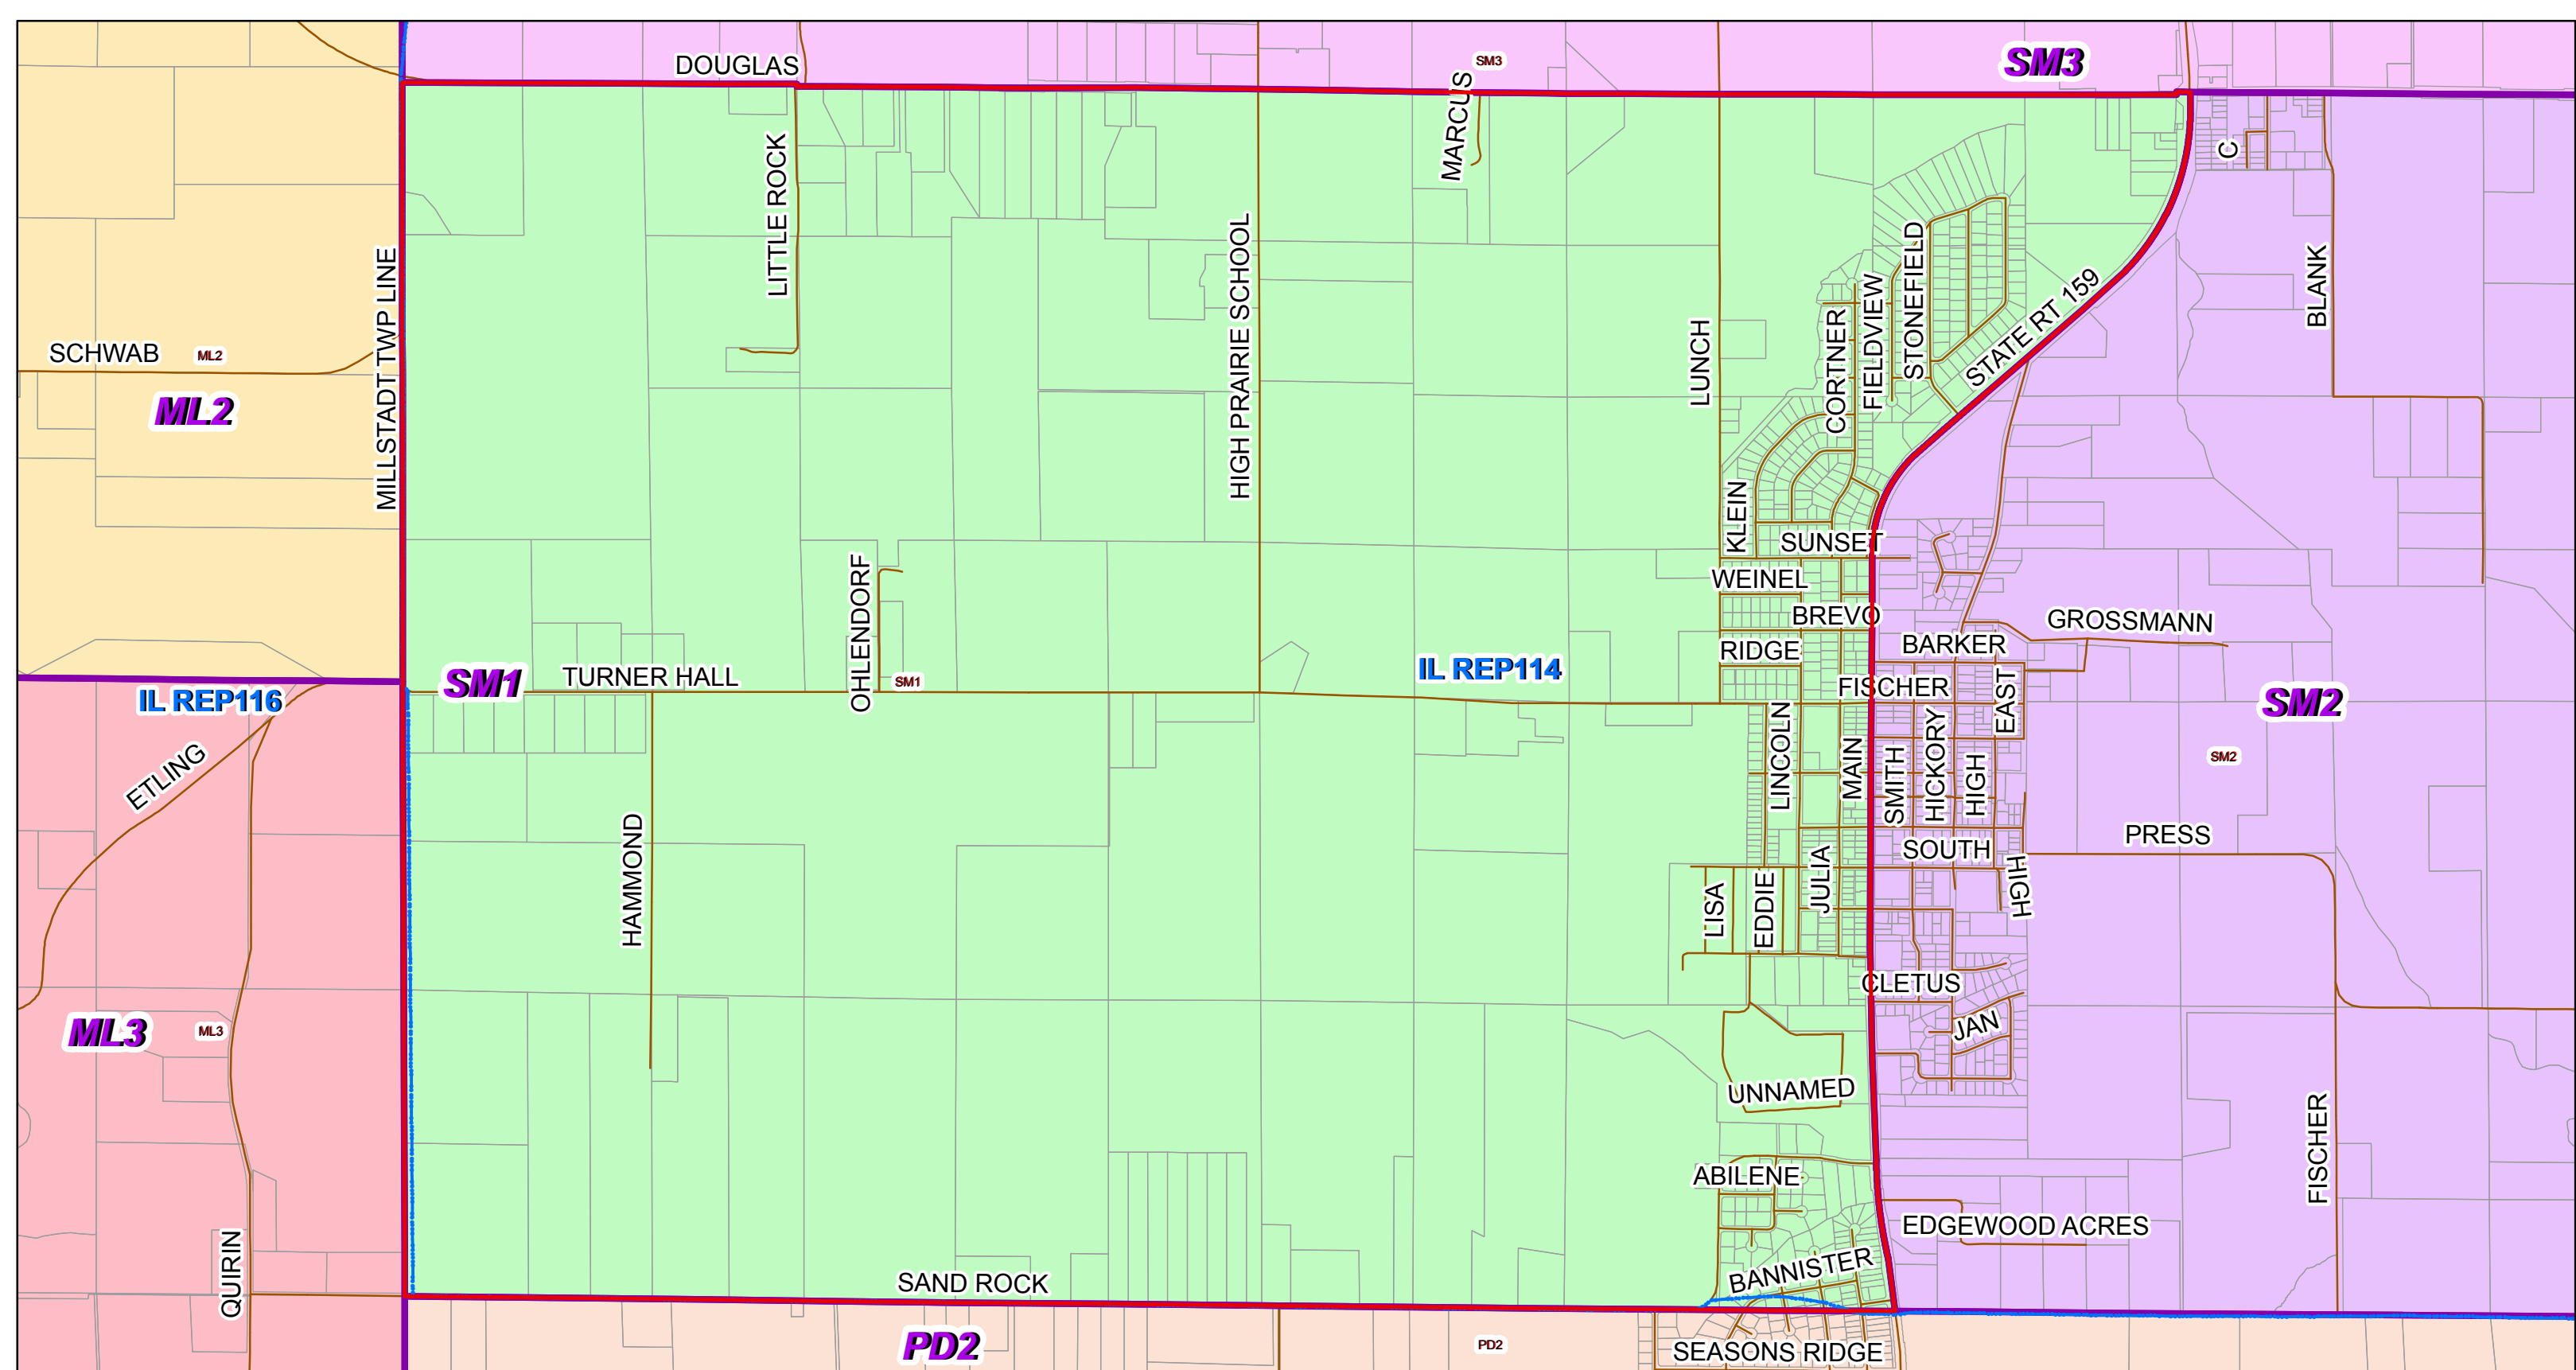 DOUGLAS
SM3
SM3
MARCUS
C
LITTLE ROCK
HIGH PRAIRIE SCHOOL
MILLSTADT TWP LINE
LUNCH
CORTNER
FIELDVIEW
STONEFIELD
STATE RT 159
BLANK
SCHWAB
ML2
ML2
KLEIN
SUNSET
WEINEL
BREVO
RIDGE
BARKER
GROSSMANN
OHLENDORF
TURNER HALL
SM1
SM1
IL REP114
IL REP116
FISCHER
EAST
SM2
SM2
ETLING
LINCOLN
MAIN
SMITH
HICKORY
HIGH
PRESS
SOUTH
HIGH
HAMMOND
LISA
EDDIE
JULIA
CLETUS
JAN
ML3
ML3
UNNAMED
FISCHER
ABILENE
EDGEWOOD ACRES
QUIRIN
SAND ROCK
BANNISTER
PD2
PD2
SEASONS RIDGE